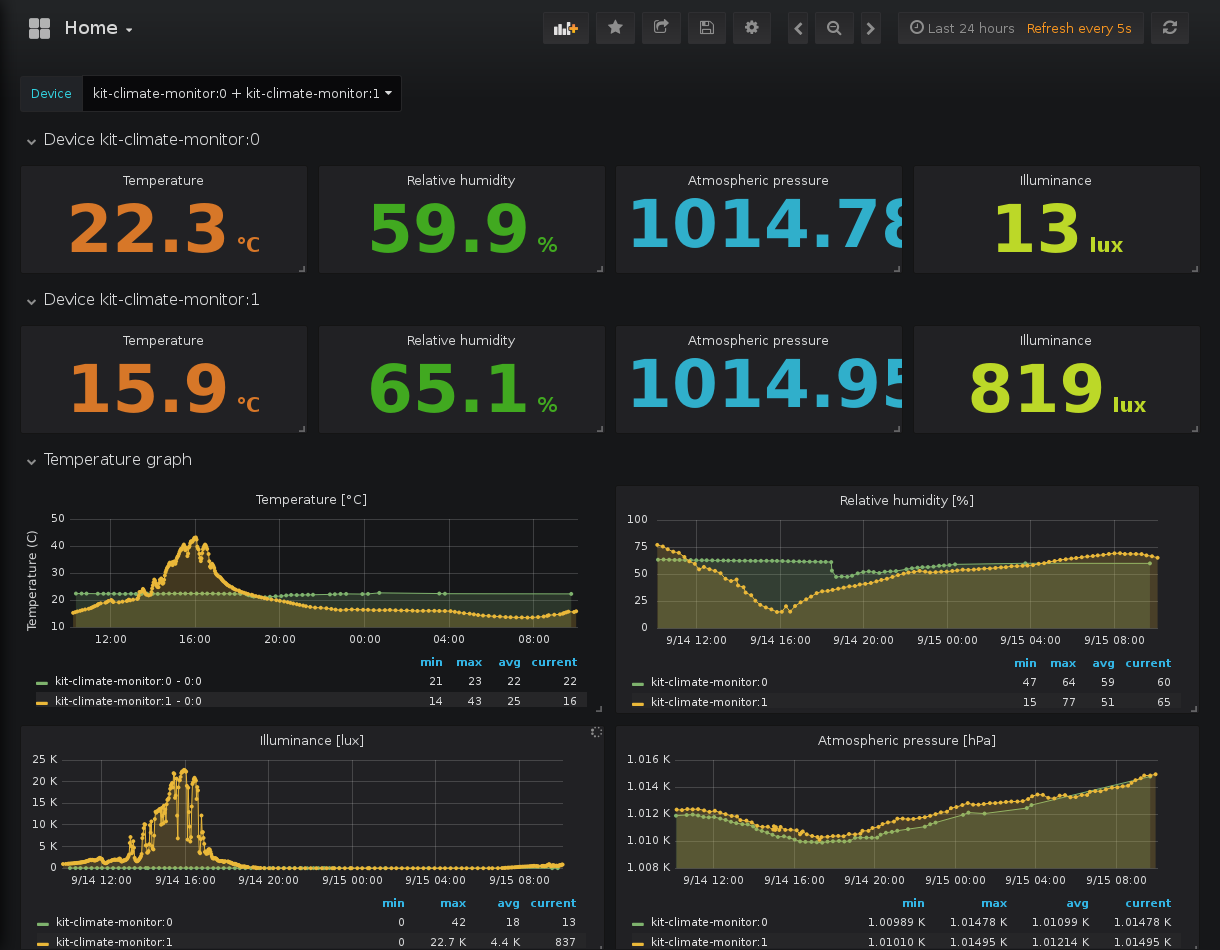 Home
Last 24 hours Refresh every 5s
Device kit-climate-monitor:0 + kit-climate-monitor:1
Device kit-climate-monitor:0
Temperature Relative humidity Atmospheric pressure Illuminance
22.3 °C 59.9 % 1014.78 13 lux
Device kit-climate-monitor:1
Temperature Relative humidity Atmospheric pressure Illuminance
15.9 °C 65.1 % 1014.95 819 lux
Temperature graph
Temperature [°C]
Temperature (C)
50
40
30
20
10
12:00 16:00 20:00 00:00 04:00 08:00
min max avg current
kit-climate-monitor:0 - 0:0 21 23 22 22
kit-climate-monitor:1 - 0:0 14 43 25 16
Relative humidity [%]
100
75
50
25
0
9/14 12:00 9/14 16:00 9/14 20:00 9/15 00:00 9/15 04:00 9/15 08:00
min max avg current
kit-climate-monitor:0 47 64 59 60
kit-climate-monitor:1 15 77 51 65
Illuminance [lux]
25 K
20 K
15 K
10 K
5 K
0
9/14 12:00 9/14 16:00 9/14 20:00 9/15 00:00 9/15 04:00 9/15 08:00
min max avg current
kit-climate-monitor:0 0 42 18 13
kit-climate-monitor:1 0 22.7 K 4.4 K 837
Atmospheric pressure [hPa]
1.016 K
1.014 K
1.012 K
1.010 K
1.008 K
9/14 12:00 9/14 16:00 9/14 20:00 9/15 00:00 9/15 04:00 9/15 08:00
min max avg current
kit-climate-monitor:0 1.00989 K 1.01478 K 1.01099 K 1.01478 K
kit-climate-monitor:1 1.01010 K 1.01495 K 1.01214 K 1.01495 K